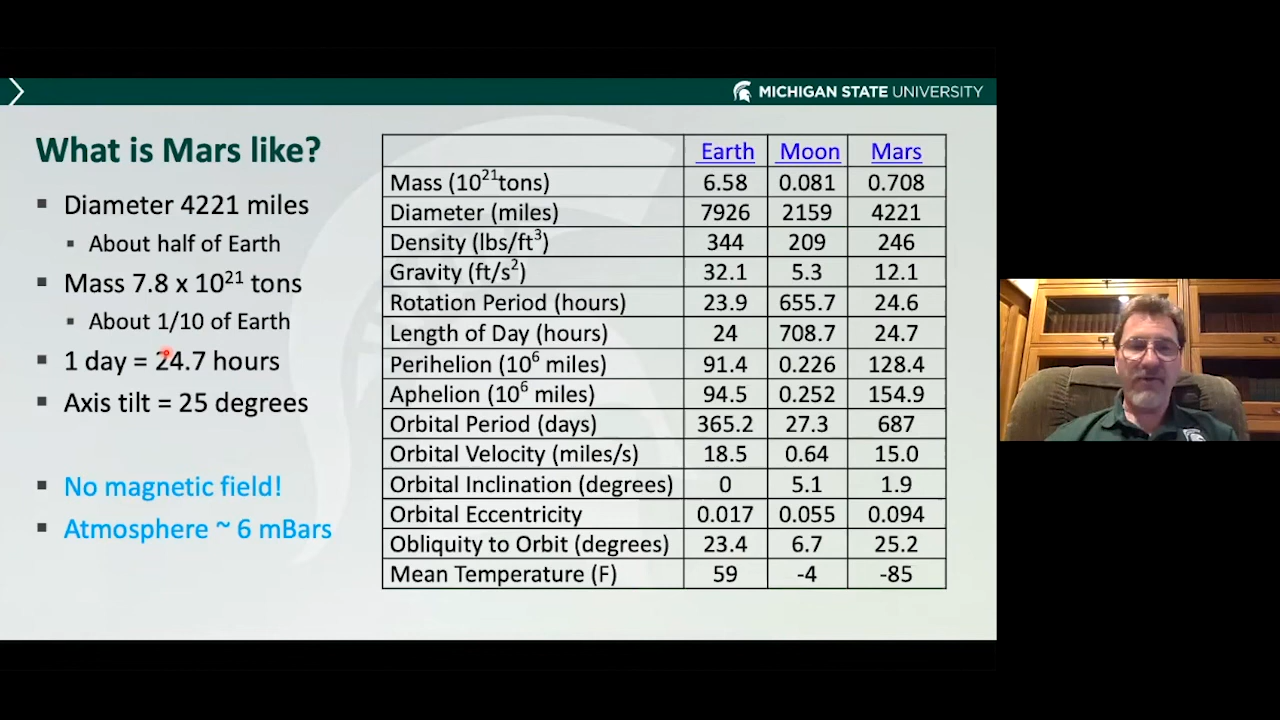 MICHIGAN STATE UNIVERSITY
What is Mars like?
▪ Diameter 4221 miles
▪ About half of Earth
▪ Mass 7.8 x 10²¹ tons
▪ About 1/10 of Earth
▪ 1 day = 24.7 hours
▪ Axis tilt = 25 degrees
▪ No magnetic field!
▪ Atmosphere ~ 6 mBars
Earth Moon Mars
Mass (10²¹tons) 6.58 0.081 0.708
Diameter (miles) 7926 2159 4221
Density (lbs/ft³) 344 209 246
Gravity (ft/s²) 32.1 5.3 12.1
Rotation Period (hours) 23.9 655.7 24.6
Length of Day (hours) 24 708.7 24.7
Perihelion (10⁶ miles) 91.4 0.226 128.4
Aphelion (10⁶ miles) 94.5 0.252 154.9
Orbital Period (days) 365.2 27.3 687
Orbital Velocity (miles/s) 18.5 0.64 15.0
Orbital Inclination (degrees) 0 5.1 1.9
Orbital Eccentricity 0.017 0.055 0.094
Obliquity to Orbit (degrees) 23.4 6.7 25.2
Mean Temperature (F) 59 -4 -85